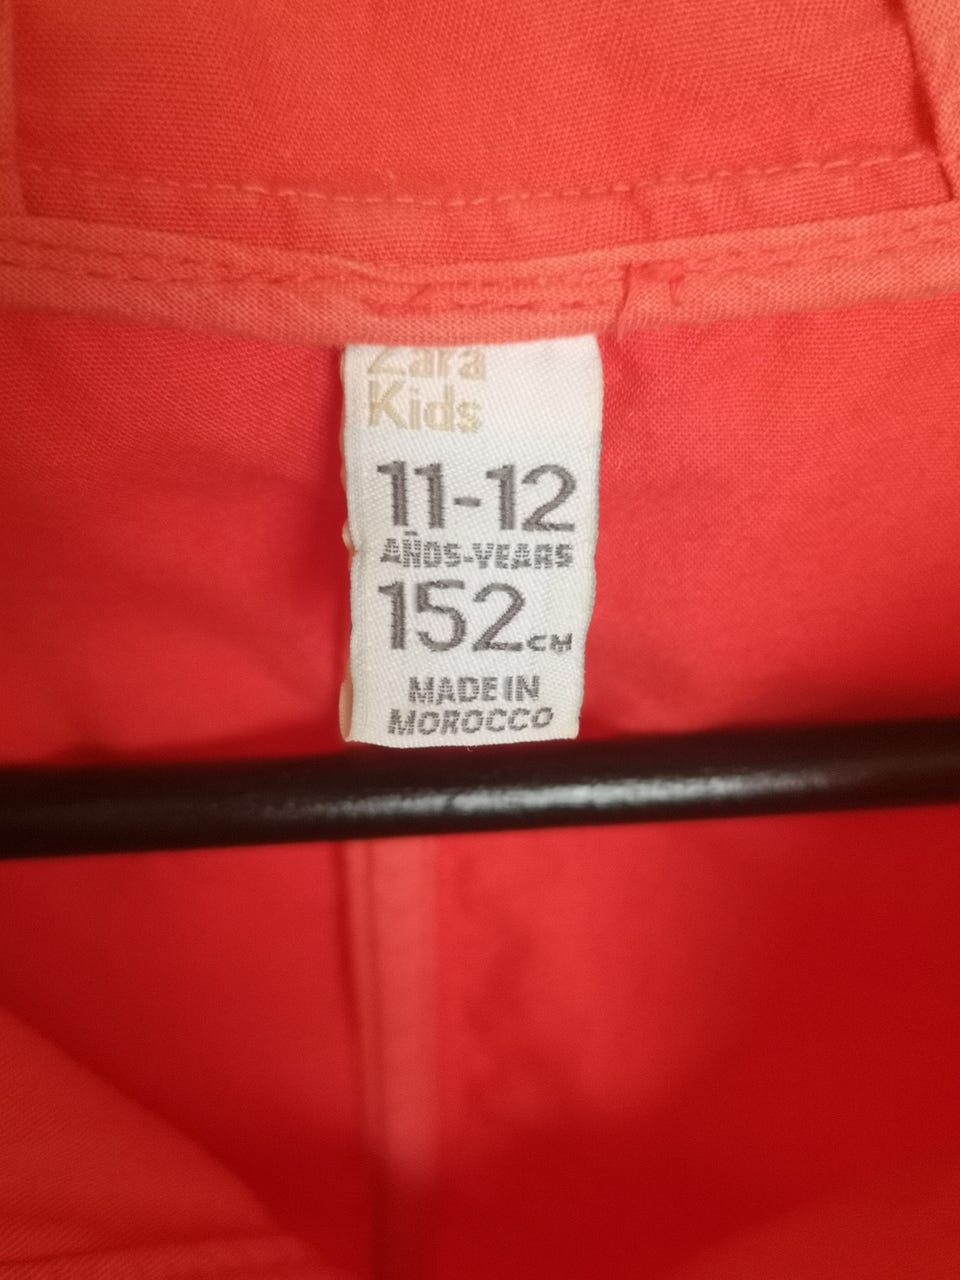 Zara
Kids
11-12
AÑOS-YEARS
152CM
MADE IN
MOROCCO